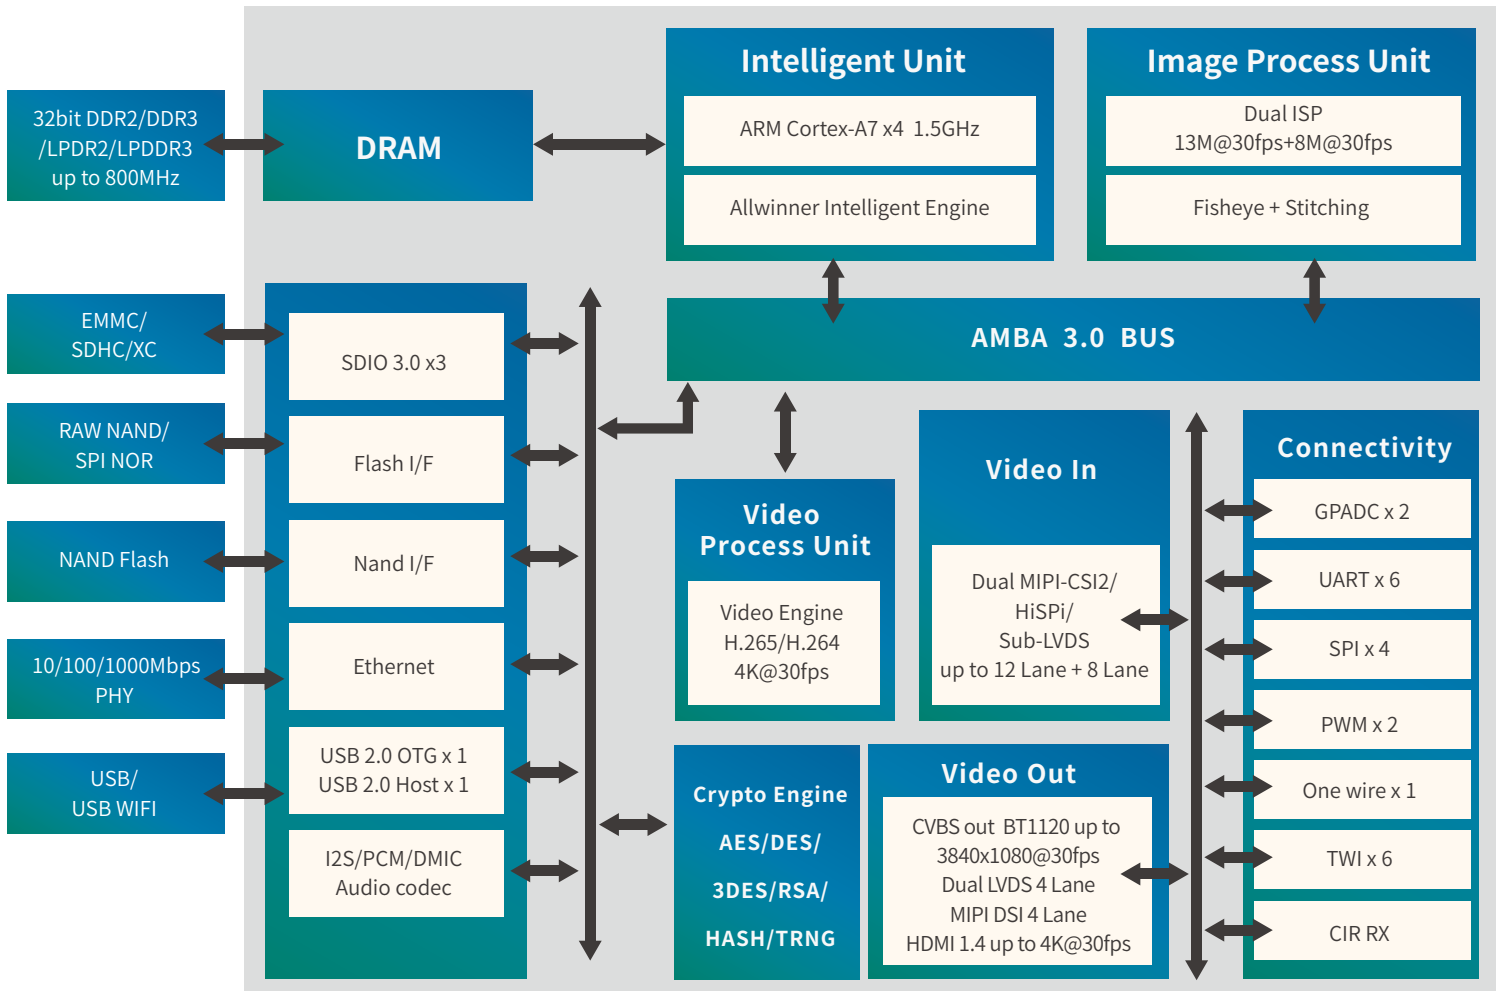 Intelligent Unit
ARM Cortex-A7 x4 1.5GHz
Allwinner Intelligent Engine
Image Process Unit
Dual ISP
13M@30fps+8M@30fps
Fisheye + Stitching
32bit DDR2/DDR3
/LPDR2/LPDDR3
up to 800MHz
DRAM
AMBA 3.0 BUS
EMMC/
SDHC/XC
RAW NAND/
SPI NOR
NAND Flash
10/100/1000Mbps
PHY
USB/
USB WIFI
SDIO 3.0 x3
Flash I/F
Nand I/F
Ethernet
USB 2.0 OTG x 1
USB 2.0 Host x 1
I2S/PCM/DMIC
Audio codec
Video
Process Unit
Video Engine
H.265/H.264
4K@30fps
Video In
Dual MIPI-CSI2/
HiSPi/
Sub-LVDS
up to 12 Lane + 8 Lane
Crypto Engine
AES/DES/
3DES/RSA/
HASH/TRNG
Video Out
CVBS out BT1120 up to
3840x1080@30fps
Dual LVDS 4 Lane
MIPI DSI 4 Lane
HDMI 1.4 up to 4K@30fps
Connectivity
GPADC x 2
UART x 6
SPI x 4
PWM x 2
One wire x 1
TWI x 6
CIR RX